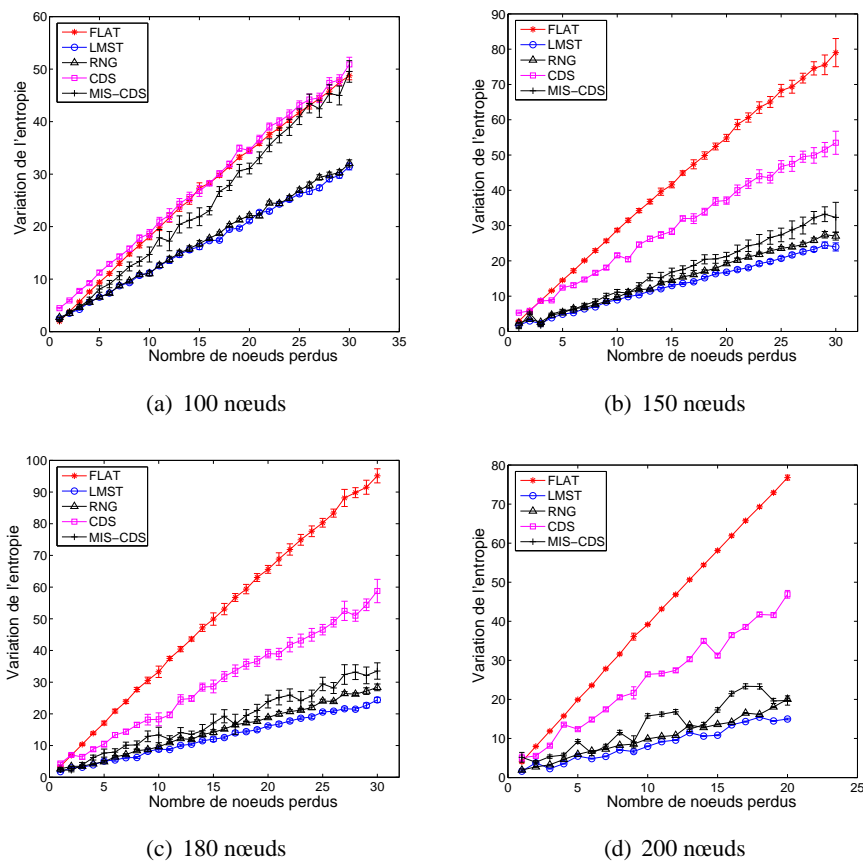 60
50
40
30
20
10
0
0 5 10 15 20 25 30 35
Variation de l'entropie
Nombre de noeuds perdus
FLAT
LMST
RNG
CDS
MIS−CDS
(a) 100 nœuds
90
80
70
60
50
40
30
20
10
0
0 5 10 15 20 25 30
Variation de l'entropie
Nombre de noeuds perdus
FLAT
LMST
RNG
CDS
MIS−CDS
(b) 150 nœuds
100
90
80
70
60
50
40
30
20
10
0
0 5 10 15 20 25 30
Variation de l'entropie
Nombre de noeuds perdus
FLAT
LMST
RNG
CDS
MIS−CDS
(c) 180 nœuds
80
70
60
50
40
30
20
10
0
0 5 10 15 20 25
Variation de l'entropie
Nombre de noeuds perdus
FLAT
LMST
RNG
CDS
MIS−CDS
(d) 200 nœuds